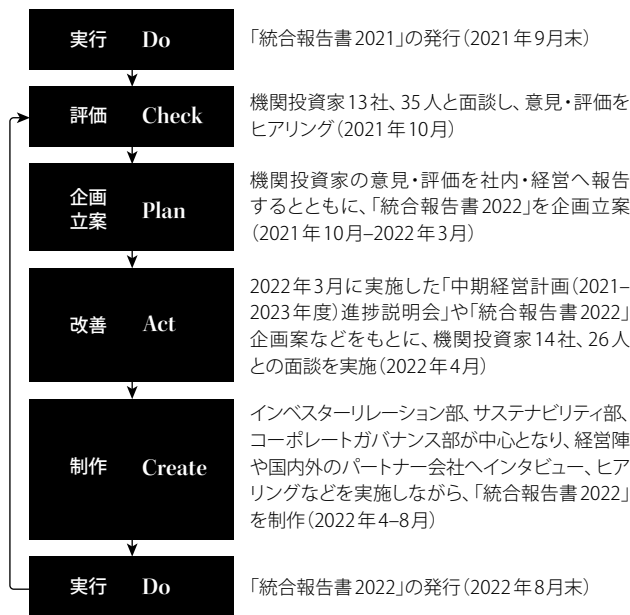 実行 Do
「統合報告書2021」の発行（2021年9月末）
評価 Check
機関投資家13社、35人と面談し、意見・評価を
ヒアリング（2021年10月）
企画
立案
Plan
機関投資家の意見・評価を社内・経営へ報告
するとともに、「統合報告書2022」を企画立案
（2021年10月–2022年3月）
改善 Act
2022年3月に実施した「中期経営計画（2021–
2023年度）進捗説明会」や「統合報告書2022」
企画案などをもとに、機関投資家14社、26人
との面談を実施（2022年4月）
制作 Create
インベスターリレーション部、サステナビリティ部、
コーポレートガバナンス部が中心となり、経営陣
や国内外のパートナー会社へインタビュー、ヒア
リングなどを実施しながら、「統合報告書2022」
を制作（2022年4–8月）
実行 Do
「統合報告書2022」の発行（2022年8月末）